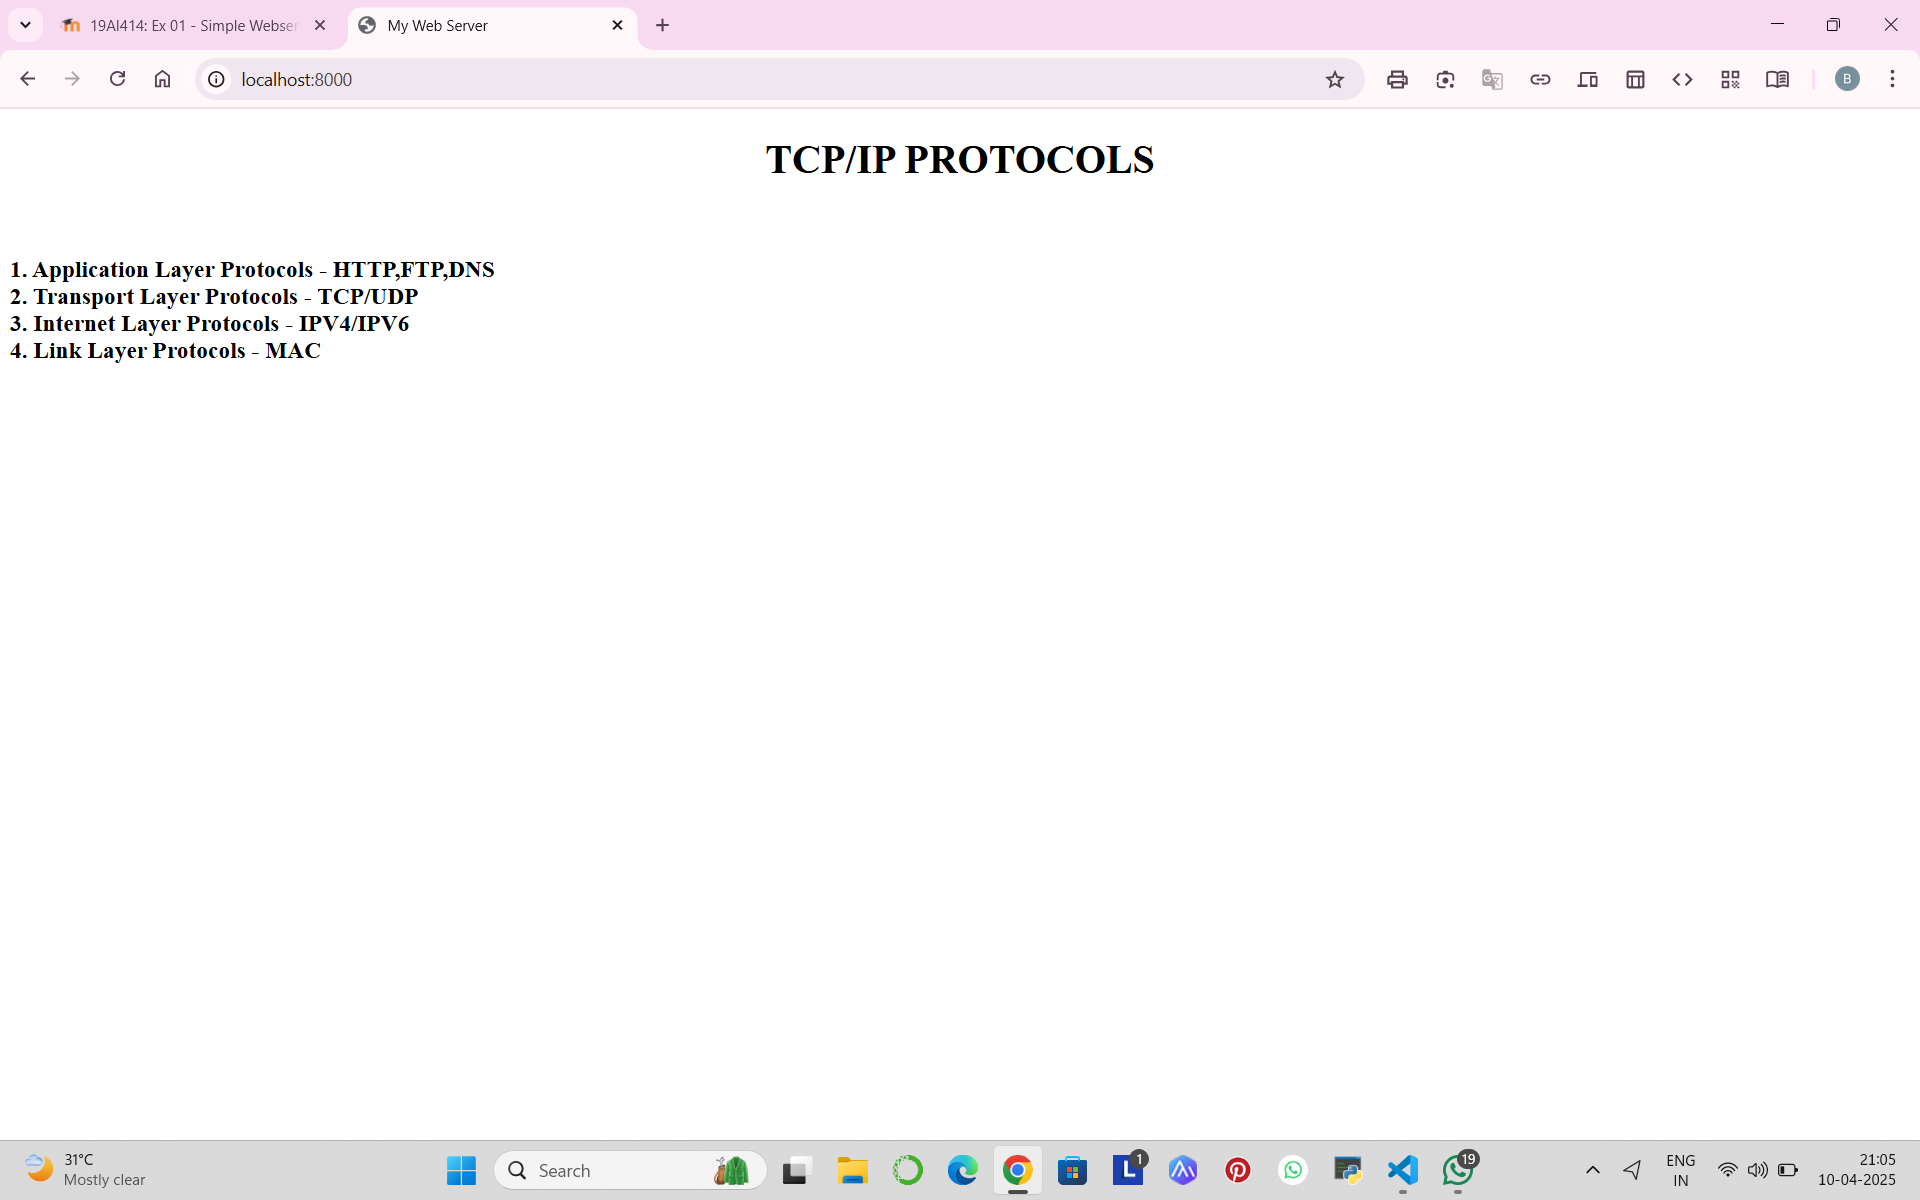 19AI414: Ex 01 - Simple Webser
My Web Server
localhost:8000
B
TCP/IP PROTOCOLS
1. Application Layer Protocols - HTTP,FTP,DNS
2. Transport Layer Protocols - TCP/UDP
3. Internet Layer Protocols - IPV4/IPV6
4. Link Layer Protocols - MAC
31°C
Mostly clear
Search
L
1
19
ENG
IN
21:05
10-04-2025